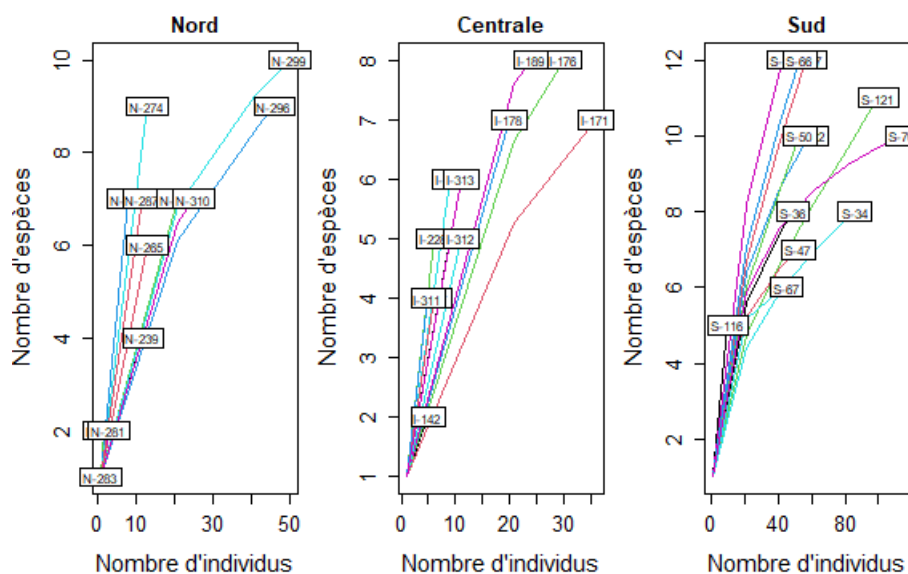 Nord
Nombre d'espèces
10
8
6
4
2
N-299
N-274
N-296
N-287
N-310
N-265
N-239
N-281
N-283
0 10 30 50
Nombre d'individus
Centrale
Nombre d'espèces
8
7
6
5
4
3
2
1
I-189
I-176
I-178
I-171
I-313
I-228
I-312
I-311
I-142
0 10 20 30
Nombre d'individus
Sud
Nombre d'espèces
12
10
8
6
4
2
S-66
S-121
S-50
S-36
S-34
S-47
S-67
S-116
0 40 80
Nombre d'individus